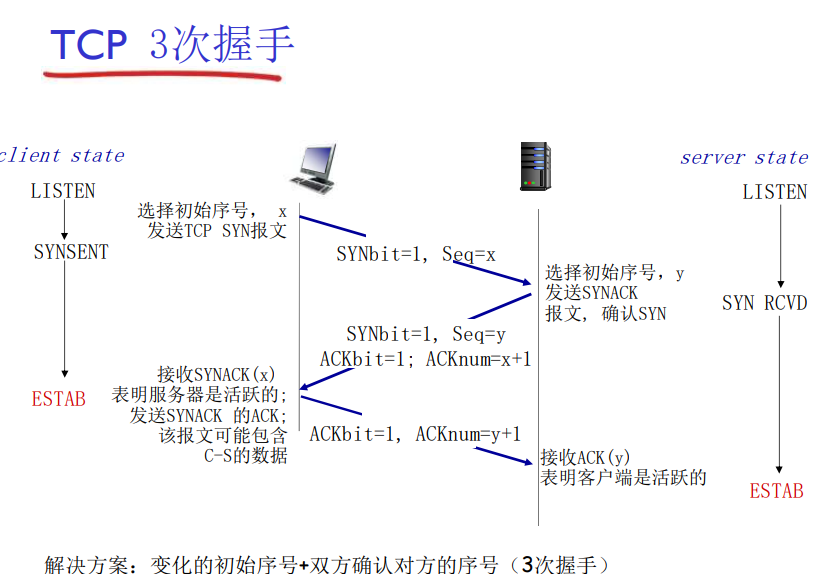 TCP 3次握手
client state
server state
LISTEN
LISTEN
选择初始序号， x
发送TCP SYN报文
SYNSENT
SYNbit=1, Seq=x
选择初始序号，y
发送SYNACK
报文, 确认SYN
SYN RCVD
SYNbit=1, Seq=y
ACKbit=1; ACKnum=x+1
接收SYNACK(x)
表明服务器是活跃的;
发送SYNACK 的ACK;
该报文可能包含
C-S的数据
ESTAB
ACKbit=1, ACKnum=y+1
接收ACK(y)
表明客户端是活跃的
ESTAB
解决方案：变化的初始序号+双方确认对方的序号（3次握手）